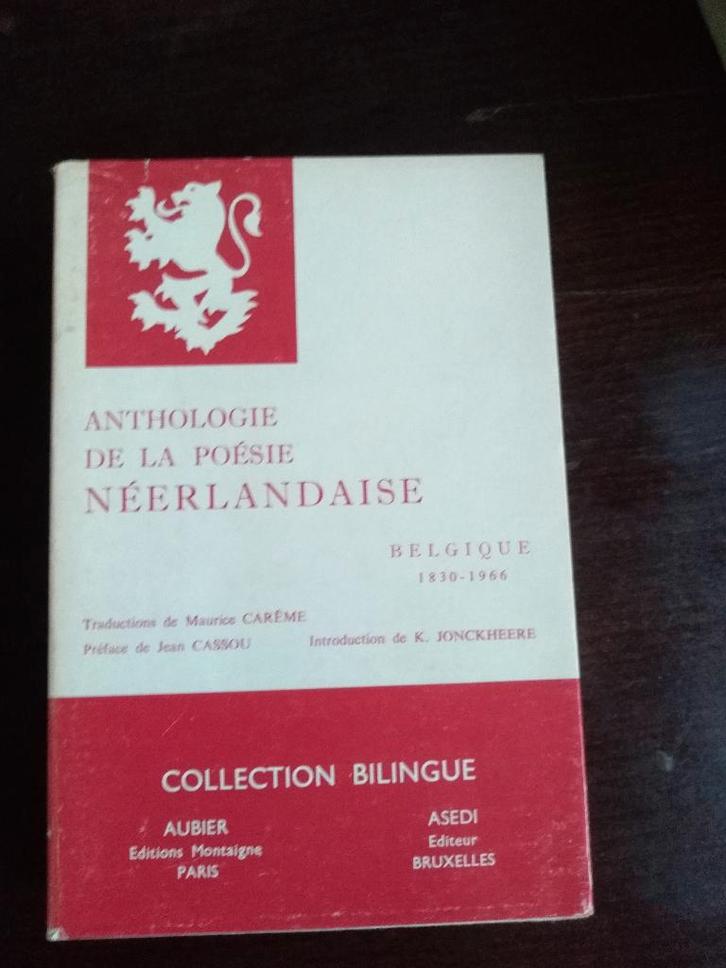 ANTHOLOGIE
DE LA POÉSIE
NÉERLANDAISE
BELGIQUE
1830-1966
Traductions de Maurice CARÊME
Préface de Jean CASSOU
Introduction de K. JONCKHEERE
COLLECTION BILINGUE
AUBIER
Editions Montaigne
PARIS
ASEDI
Editeur
BRUXELLES